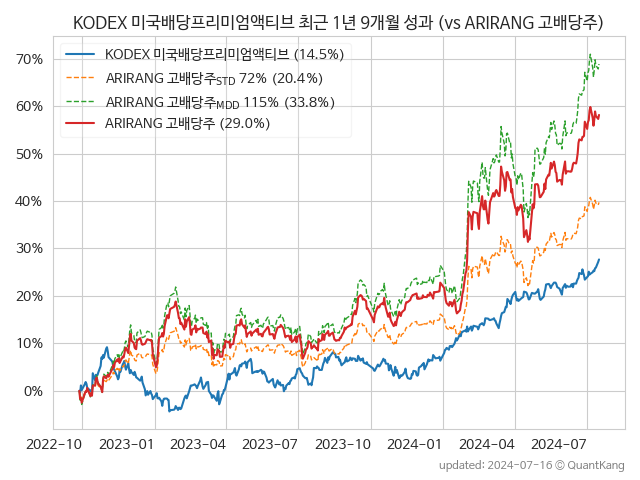 KODEX 미국배당프리미엄액티브 최근 1년 9개월 성과 (vs ARIRANG 고배당주)
KODEX 미국배당프리미엄액티브 (14.5%)
ARIRANG 고배당주STD 72% (20.4%)
ARIRANG 고배당주MDD 115% (33.8%)
ARIRANG 고배당주 (29.0%)
70%
60%
50%
40%
30%
20%
10%
0%
2022-10 2023-01 2023-04 2023-07 2023-10 2024-01 2024-04 2024-07
updated: 2024-07-16 © QuantKang